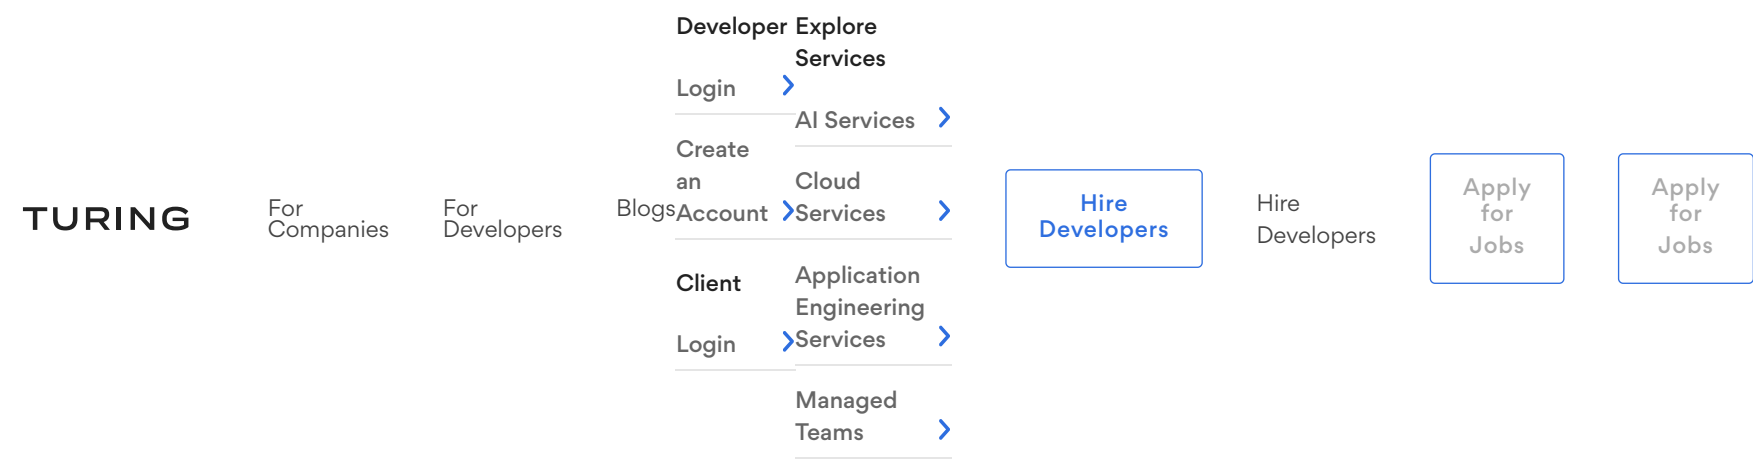 TURING
For
Companies
For
Developers
Blogs
Developer
Login
Create
an
Account
Client
Login
Explore
Services
AI Services
Cloud
Services
Application
Engineering
Services
Managed
Teams
Hire
Developers
Hire
Developers
Apply
for
Jobs
Apply
for
Jobs